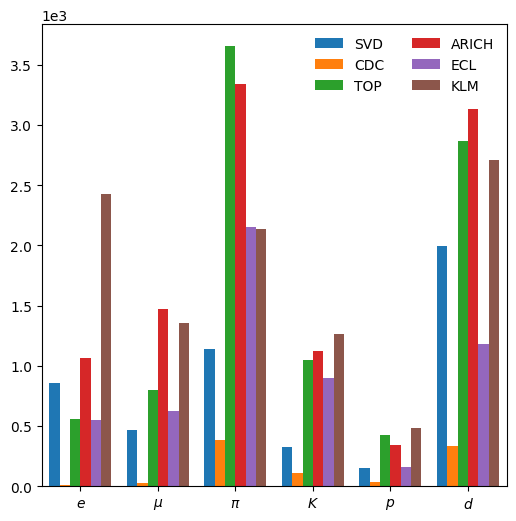 1e3
SVD
CDC
TOP
ARICH
ECL
KLM
3.5
3.0
2.5
2.0
1.5
1.0
0.5
0.0
e μ π K p d